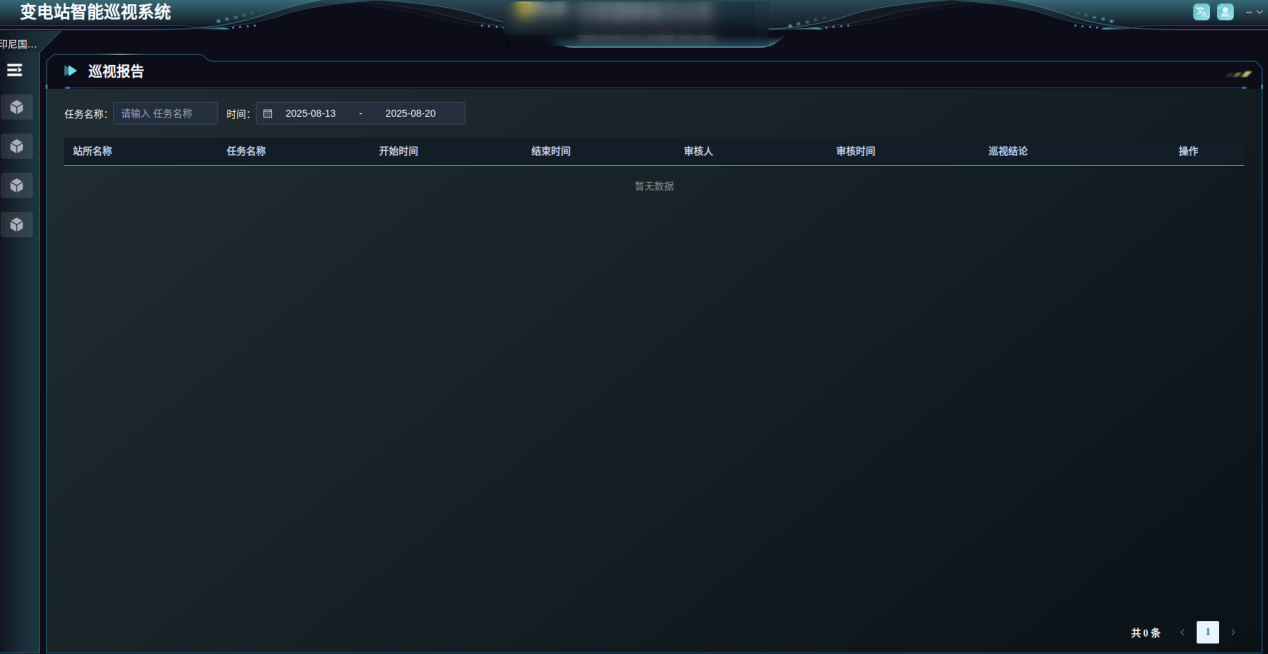 变电站智能巡视系统
--
印尼国...
巡视报告
任务名称: 请输入 任务名称 时间: 2025-08-13 - 2025-08-20
站所名称 任务名称 开始时间 结束时间 审核人 审核时间 巡视结论 操作
暂无数据
共 0 条 1